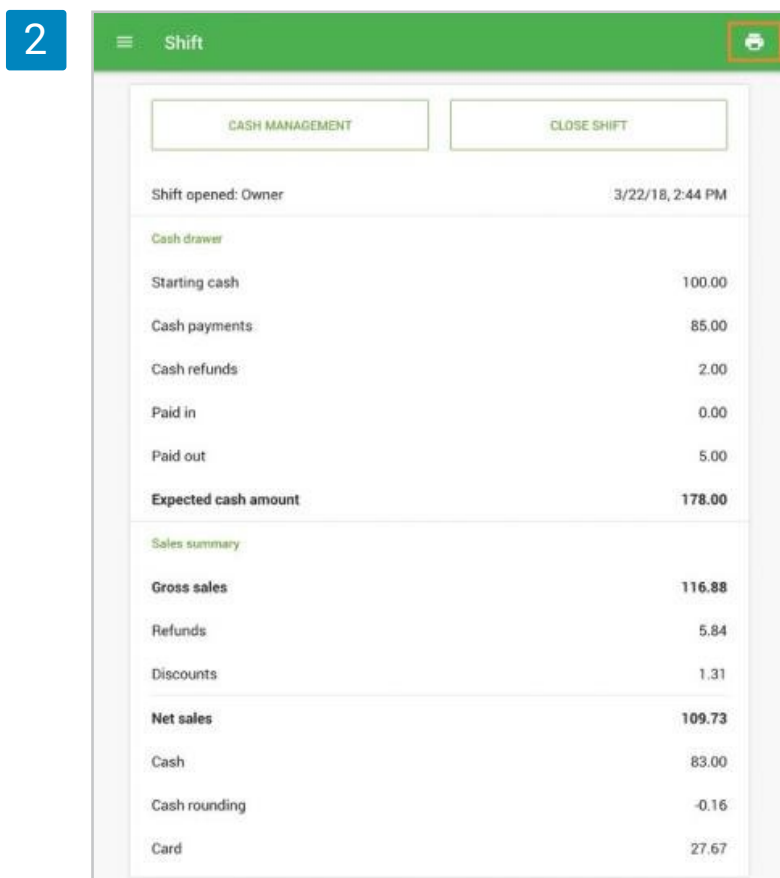 2
Shift
CASH MANAGEMENT CLOSE SHIFT
Shift opened: Owner 3/22/18, 2:44 PM
Cash drawer
Starting cash 100.00
Cash payments 85.00
Cash refunds 2.00
Paid in 0.00
Paid out 5.00
Expected cash amount 178.00
Sales summary
Gross sales 116.88
Refunds 5.84
Discounts 1.31
Net sales 109.73
Cash 83.00
Cash rounding -0.16
Card 27.67